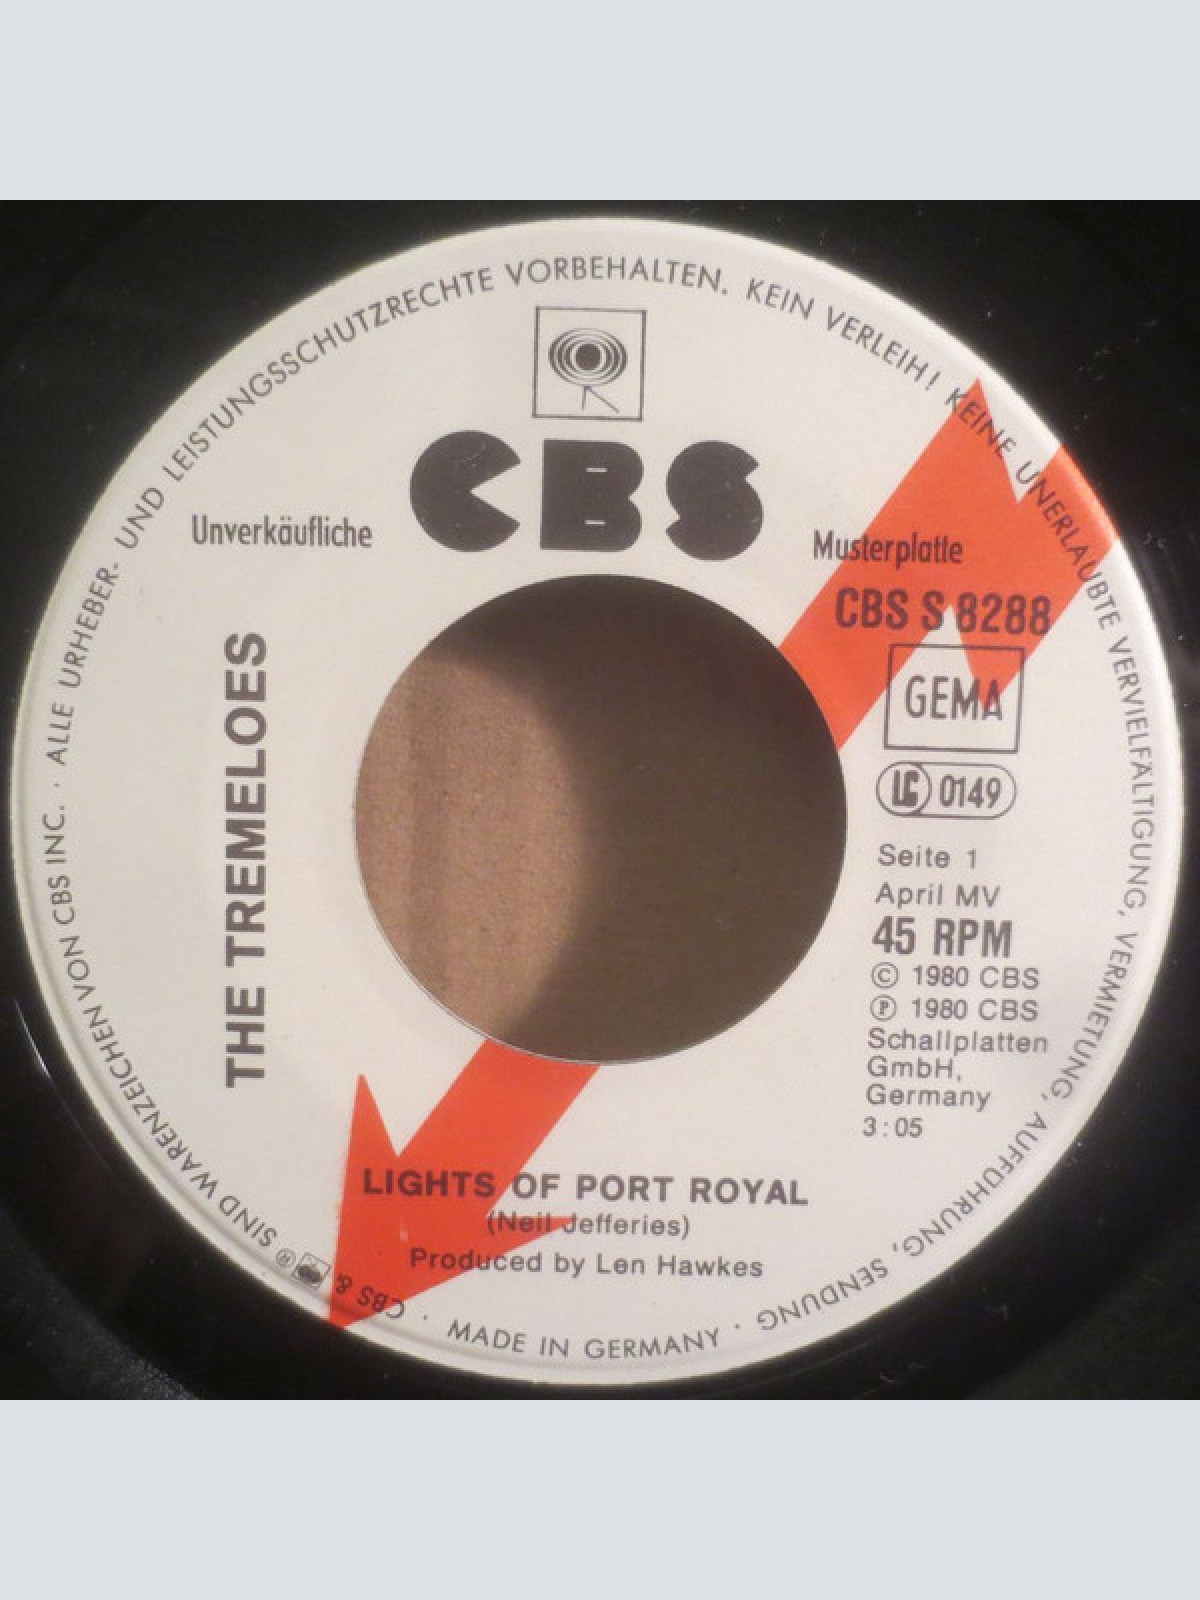 ALLE URHEBER- UND LEISTUNGSSCHUTZRECHTE VORBEHALTEN. KEIN VERLEIH! KEINE UNERLAUBTE VERVIELFÄLTIGUNG, VERMIETUNG, AUFFÜHRUNG, SENDUNG · MADE IN GERMANY · CBS & ® SIND WARENZEICHEN VON CBS INC. ·
CBS
Unverkäufliche
Musterplatte
CBS S 8288
GEMA
LC 0149
THE TREMELOES
Seite 1
April MV
45 RPM
© 1980 CBS
℗ 1980 CBS
Schallplatten
GmbH,
Germany
3:05
LIGHTS OF PORT ROYAL
(Neil Jefferies)
Produced by Len Hawkes